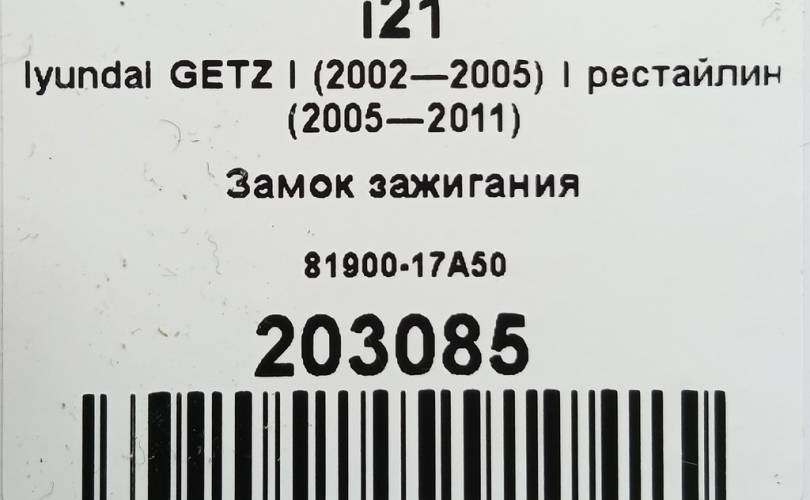 i21
lyundai GETZ I (2002—2005) I рестайлин
(2005—2011)
Замок зажигания
81900-17A50
203085